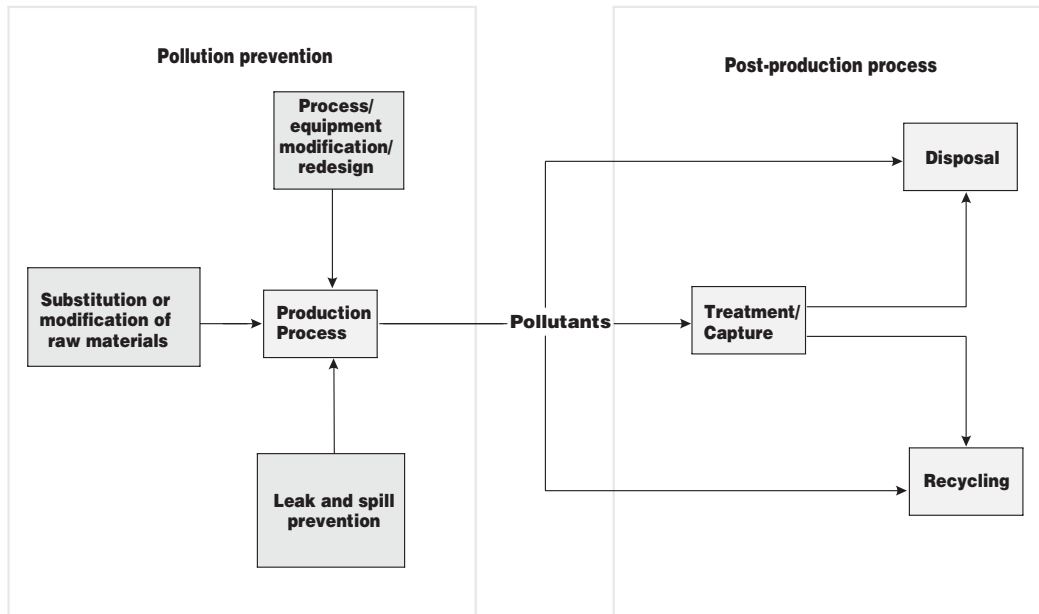 Pollution prevention
Process/
equipment
modification/
redesign
Substitution or
modification of
raw materials
Production
Process
Leak and spill
prevention
Pollutants
Post-production process
Disposal
Treatment/
Capture
Recycling